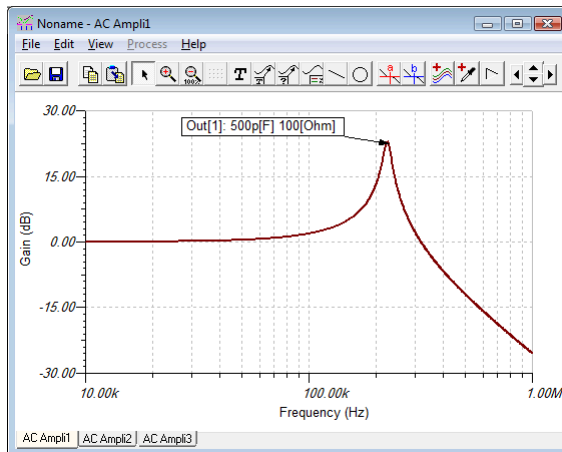 Noname - AC Ampli1
File Edit View Process Help
100%
T
a
b
30.00
Out[1]: 500p[F] 100[Ohm]
15.00
Gain (dB)
0.00
-15.00
-30.00
10.00k 100.00k 1.00M
Frequency (Hz)
AC Ampli1 AC Ampli2 AC Ampli3